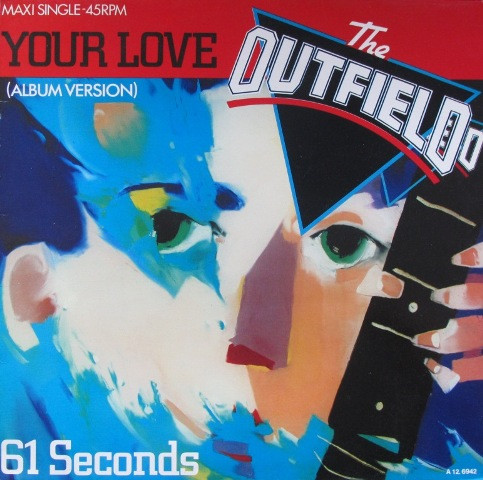 MAXI SINGLE-45RPM
YOUR LOVE
(ALBUM VERSION)
The
OUTFIELD
61 Seconds
A 12.6942